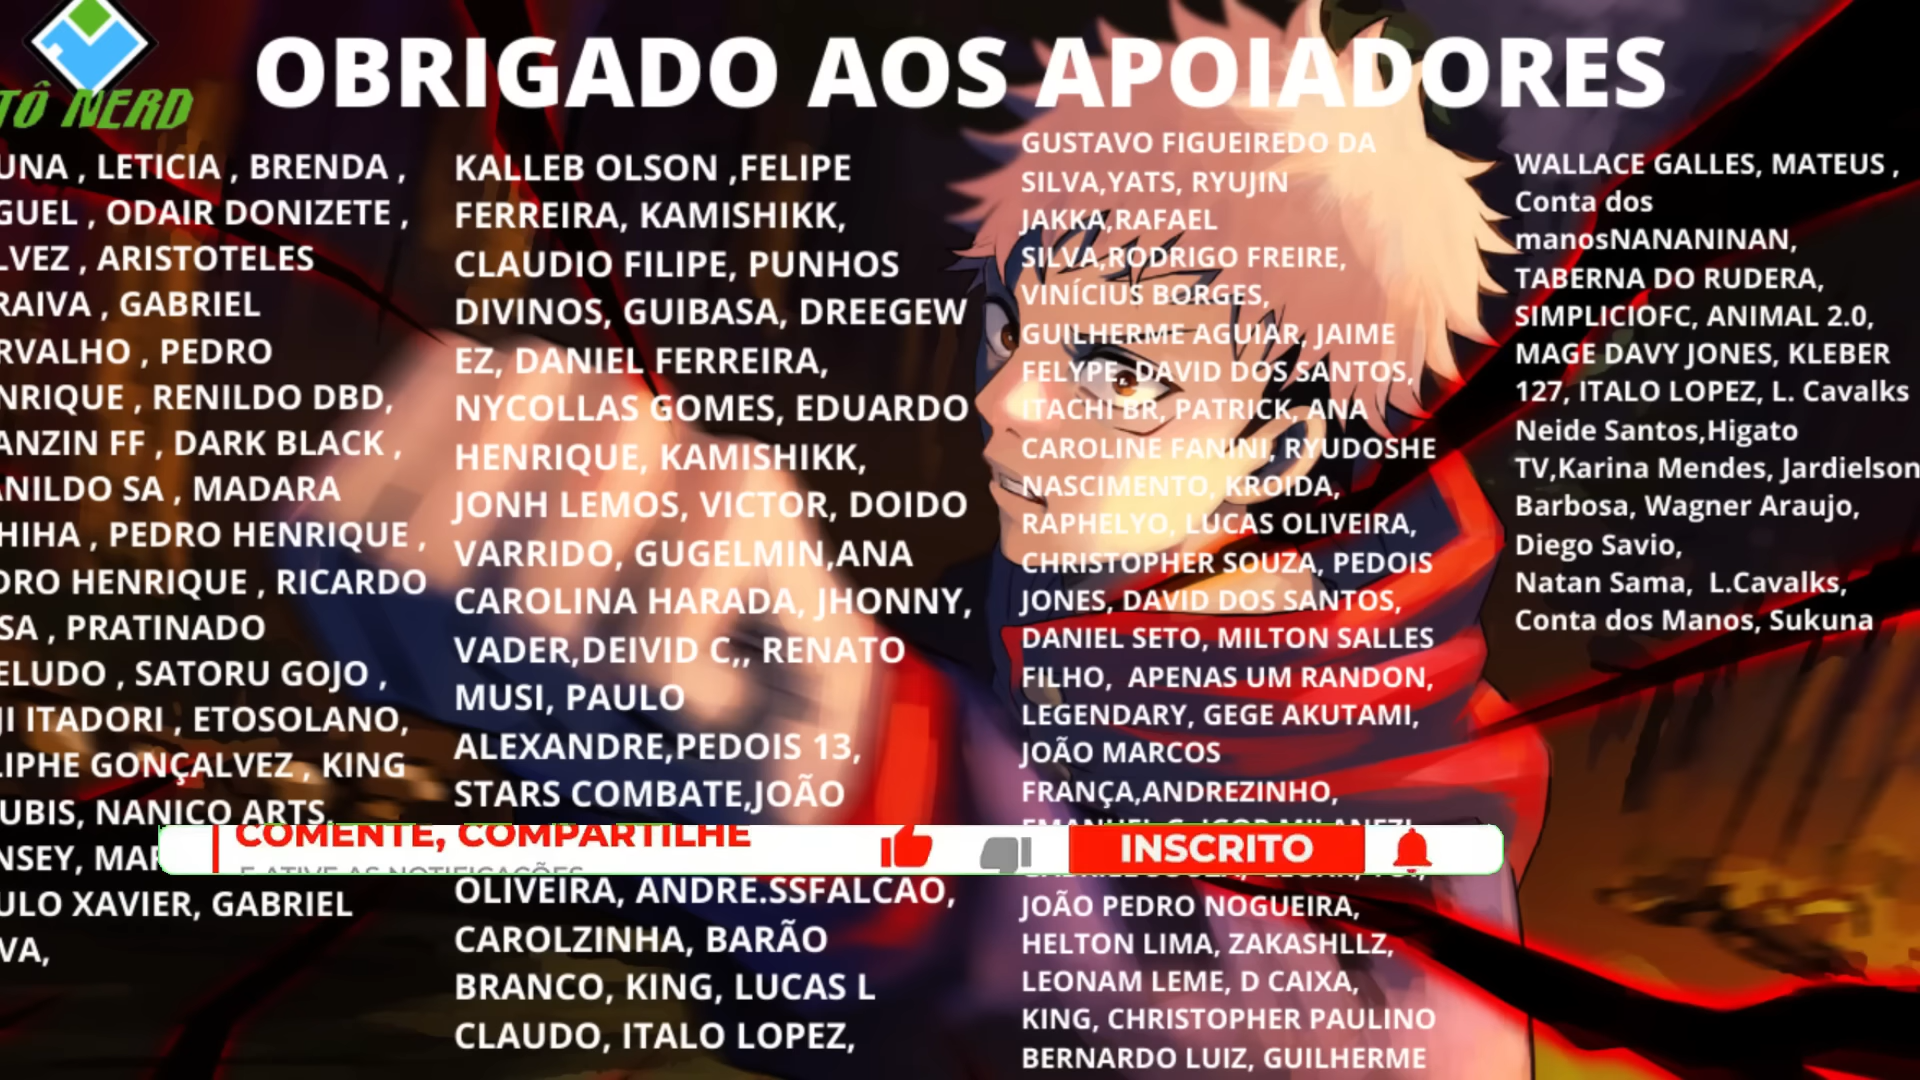 TÔ NERD
OBRIGADO AOS APOIADORES
UNA , LETICIA , BRENDA ,
GUEL , ODAIR DONIZETE ,
LVEZ , ARISTOTELES
RAIVA , GABRIEL
RVALHO , PEDRO
NRIQUE , RENILDO DBD,
ANZIN FF , DARK BLACK ,
ANILDO SA , MADARA
HIHA , PEDRO HENRIQUE ,
DRO HENRIQUE , RICARDO
SA , PRATINADO
ELUDO , SATORU GOJO ,
JI ITADORI , ETOSOLANO,
LIPHE GONÇALVEZ , KING
UBIS, NANICO ARTS.
NSEY, MAR
ULO XAVIER, GABRIEL
VA,
KALLEB OLSON ,FELIPE
FERREIRA, KAMISHIKK,
CLAUDIO FILIPE, PUNHOS
DIVINOS, GUIBASA, DREEGEW
EZ, DANIEL FERREIRA,
NYCOLLAS GOMES, EDUARDO
HENRIQUE, KAMISHIKK,
JONH LEMOS, VICTOR, DOIDO
VARRIDO, GUGELMIN,ANA
CAROLINA HARADA, JHONNY,
VADER,DEIVID C,, RENATO
MUSI, PAULO
ALEXANDRE,PEDOIS 13,
STARS COMBATE,JOÃO
OLIVEIRA, ANDRE.SSFALCAO,
CAROLZINHA, BARÃO
BRANCO, KING, LUCAS L
CLAUDO, ITALO LOPEZ,
GUSTAVO FIGUEIREDO DA
SILVA,YATS, RYUJIN
JAKKA,RAFAEL
SILVA,RODRIGO FREIRE,
VINÍCIUS BORGES,
GUILHERME AGUIAR, JAIME
FELYPE, DAVID DOS SANTOS,
ITACHI BR, PATRICK, ANA
CAROLINE FANINI, RYUDOSHE
NASCIMENTO, KROIDA,
RAPHELYO, LUCAS OLIVEIRA,
CHRISTOPHER SOUZA, PEDOIS
JONES, DAVID DOS SANTOS,
DANIEL SETO, MILTON SALLES
FILHO,  APENAS UM RANDON,
LEGENDARY, GEGE AKUTAMI,
JOÃO MARCOS
FRANÇA,ANDREZINHO,
JOÃO PEDRO NOGUEIRA,
HELTON LIMA, ZAKASHLLZ,
LEONAM LEME, D CAIXA,
KING, CHRISTOPHER PAULINO
BERNARDO LUIZ, GUILHERME
WALLACE GALLES, MATEUS ,
Conta dos
manosNANANINAN,
TABERNA DO RUDERA,
SIMPLICIOFC, ANIMAL 2.0,
MAGE DAVY JONES, KLEBER
127, ITALO LOPEZ, L. Cavalks
Neide Santos,Higato
TV,Karina Mendes, Jardielson
Barbosa, Wagner Araujo,
Diego Savio,
Natan Sama,  L.Cavalks,
Conta dos Manos, Sukuna
COMENTE, COMPARTILHE
E ATIVE AS NOTIFICAÇÕES
INSCRITO